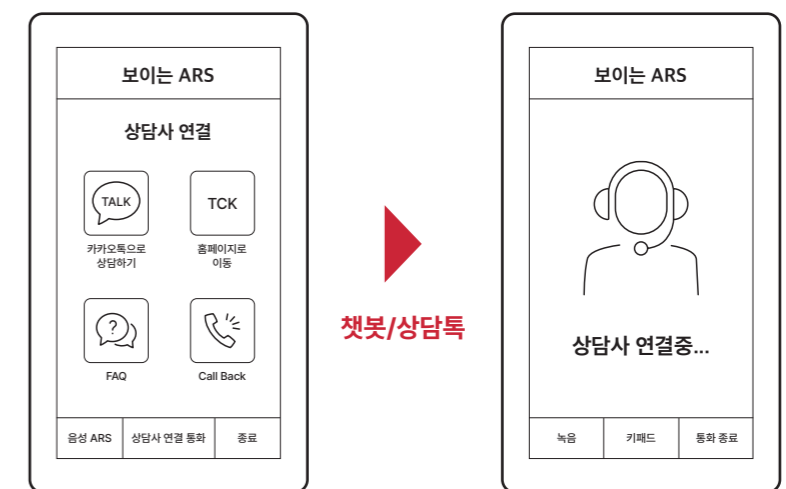 보이는 ARS
상담사 연결
TALK
TCK
카카오톡으로
상담하기
홈페이지로
이동
?
FAQ
Call Back
음성 ARS
상담사 연결 통화
종료
챗봇/상담톡
보이는 ARS
상담사 연결중...
녹음
키패드
통화 종료